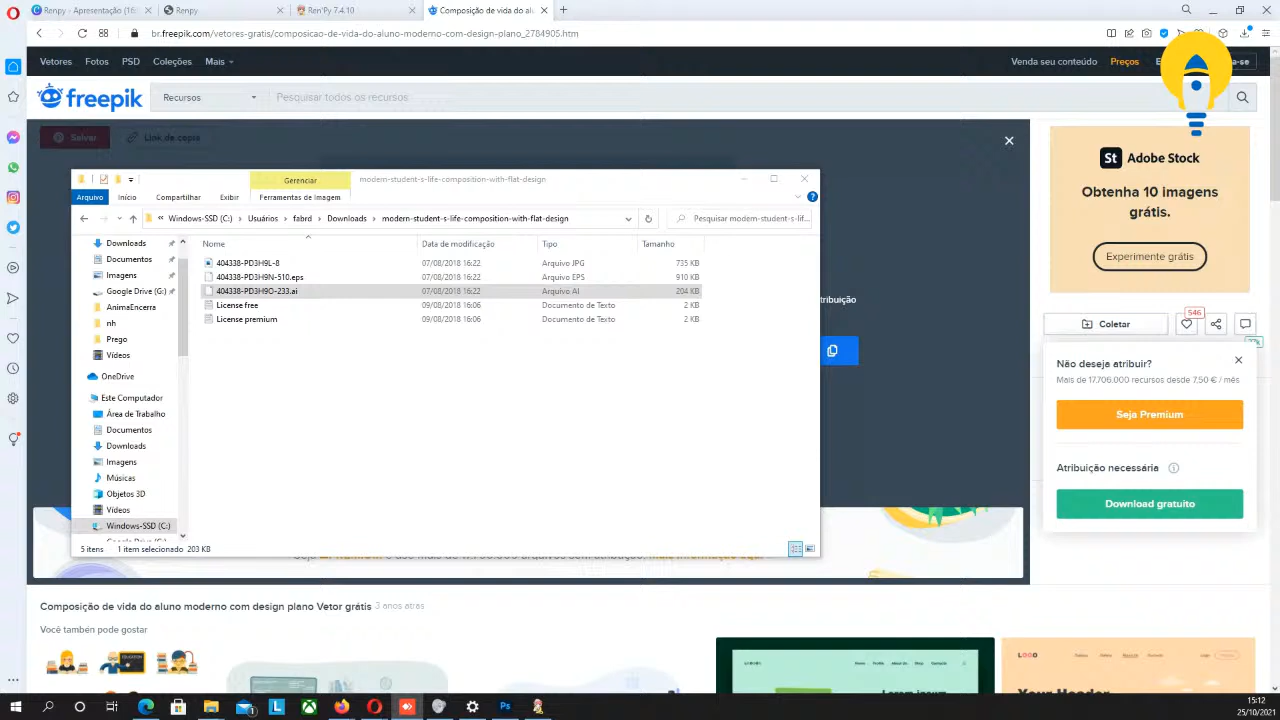 Renpy - Apresentação (16:
Renpy
Ren'Py 7.4.10
Composição de vida do alu
br.freepik.com/vetores-gratis/composicao-de-vida-do-aluno-moderno-com-design-plano_2784905.htm
Vetores
Fotos
PSD
Coleções
Mais
Venda seu conteúdo
Preços
freepik
Recursos
Pesquisar todos os recursos
Salvar
Link de cópia
Gerenciar
modern-student-s-life-composition-with-flat-design
Arquivo
Início
Compartilhar
Exibir
Ferramentas de Imagem
« Windows-SSD (C:) › Usuários › fabrd › Downloads › modern-student-s-life-composition-with-flat-design
Pesquisar modern-student-s-lif...
Nome
Data de modificação
Tipo
Tamanho
404338-PD3H9L-8
07/08/2018 16:22
Arquivo JPG
735 KB
404338-PD3H9N-510.eps
07/08/2018 16:22
Arquivo EPS
910 KB
404338-PD3H9O-233.ai
07/08/2018 16:22
Arquivo AI
204 KB
License free
09/08/2018 16:06
Documento de Texto
2 KB
License premium
09/08/2018 16:06
Documento de Texto
2 KB
Downloads
Documentos
Imagens
Google Drive (G:)
AnimaEncerra
nh
Prego
Vídeos
OneDrive
Este Computador
Área de Trabalho
Documentos
Downloads
Imagens
Músicas
Objetos 3D
Vídeos
Windows-SSD (C:)
5 itens
1 item selecionado 203 KB
tribuição
St Adobe Stock
Obtenha 10 imagens
grátis.
Experimente grátis
Coletar
546
Não deseja atribuir?
Mais de 17.706.000 recursos desde 7,50 € / mês
Seja Premium
Atribuição necessária
Download gratuito
Composição de vida do aluno moderno com design plano Vetor grátis 3 anos atras
Você também pode gostar
Lorem ipsum
LOGO
Your Header
Ps
15:12
25/10/2021